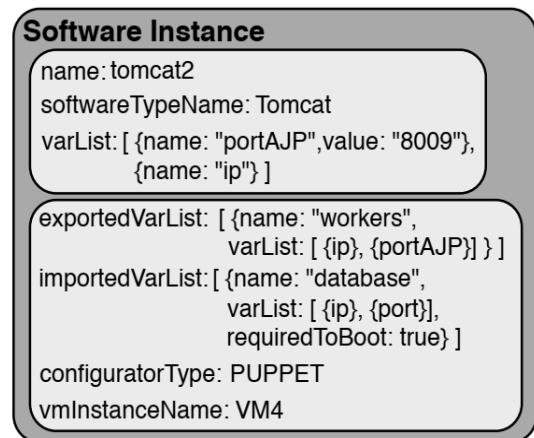 Software Instance
name: tomcat2
softwareTypeName: Tomcat
varList: [ {name: "portAJP",value: "8009"},
{name: "ip"} ]
exportedVarList: [ {name: "workers",
varList: [ {ip}, {portAJP}] } ]
importedVarList: [ {name: "database",
varList: [ {ip}, {port}],
requiredToBoot: true} ]
configuratorType: PUPPET
vmInstanceName: VM4